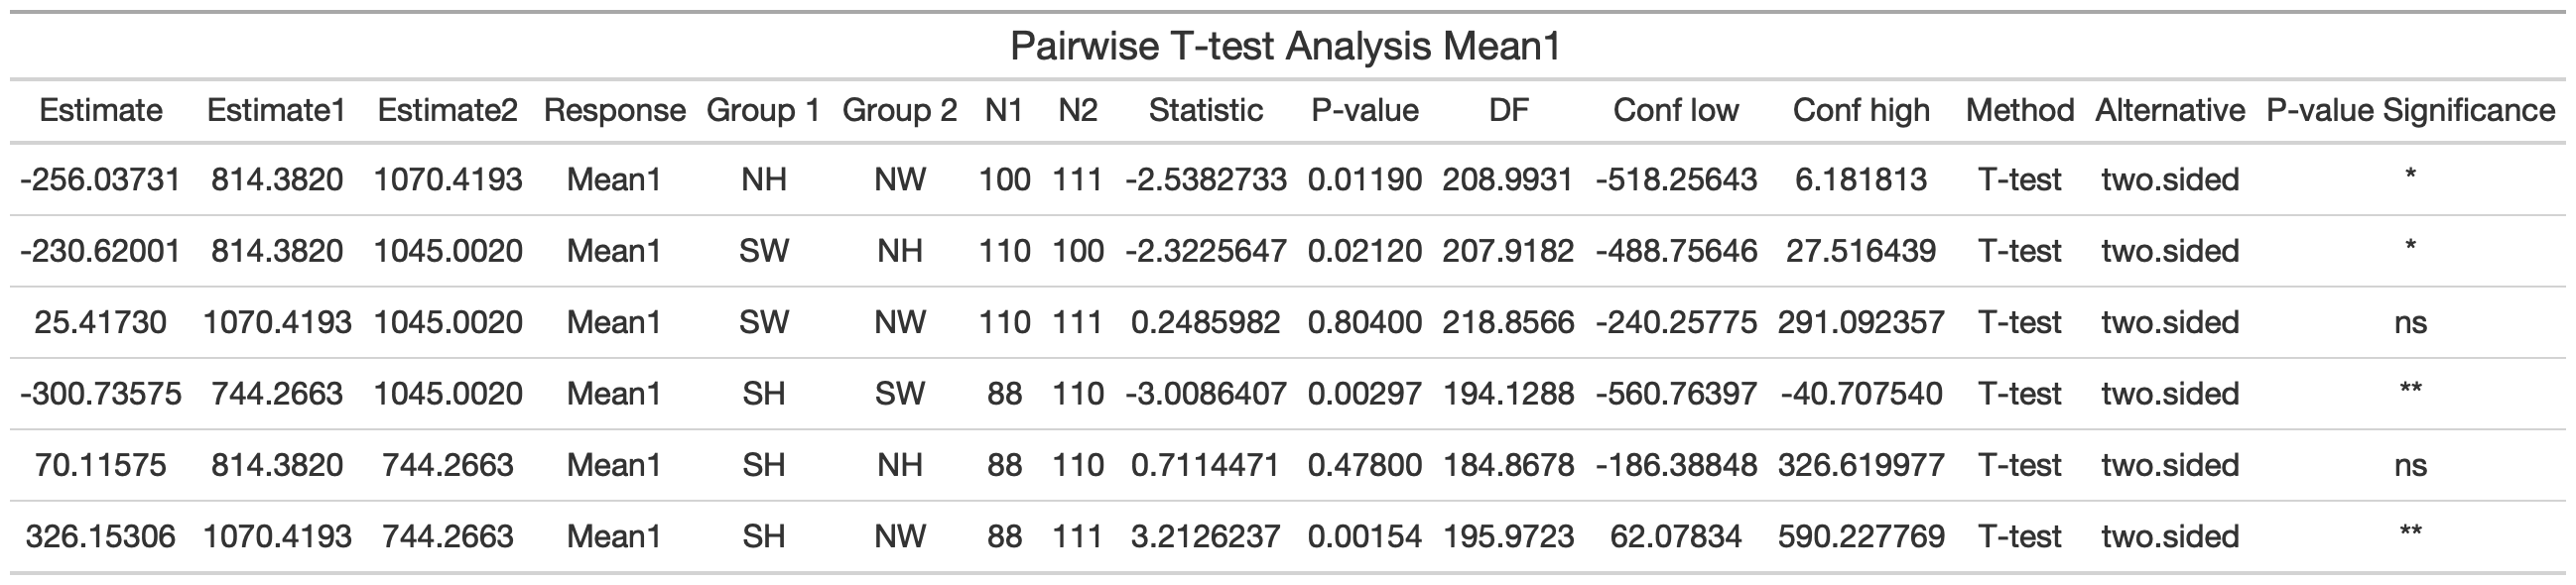 Pairwise T-test Analysis Mean1
Estimate Estimate1 Estimate2 Response Group 1 Group 2 N1 N2 Statistic P-value DF Conf low Conf high Method Alternative P-value Significance
-256.03731 814.3820 1070.4193 Mean1 NH NW 100 111 -2.5382733 0.01190 208.9931 -518.25643 6.181813 T-test two.sided *
-230.62001 814.3820 1045.0020 Mean1 SW NH 110 100 -2.3225647 0.02120 207.9182 -488.75646 27.516439 T-test two.sided *
25.41730 1070.4193 1045.0020 Mean1 SW NW 110 111 0.2485982 0.80400 218.8566 -240.25775 291.092357 T-test two.sided ns
-300.73575 744.2663 1045.0020 Mean1 SH SW 88 110 -3.0086407 0.00297 194.1288 -560.76397 -40.707540 T-test two.sided **
70.11575 814.3820 744.2663 Mean1 SH NH 88 110 0.7114471 0.47800 184.8678 -186.38848 326.619977 T-test two.sided ns
326.15306 1070.4193 744.2663 Mean1 SH NW 88 111 3.2126237 0.00154 195.9723 62.07834 590.227769 T-test two.sided **